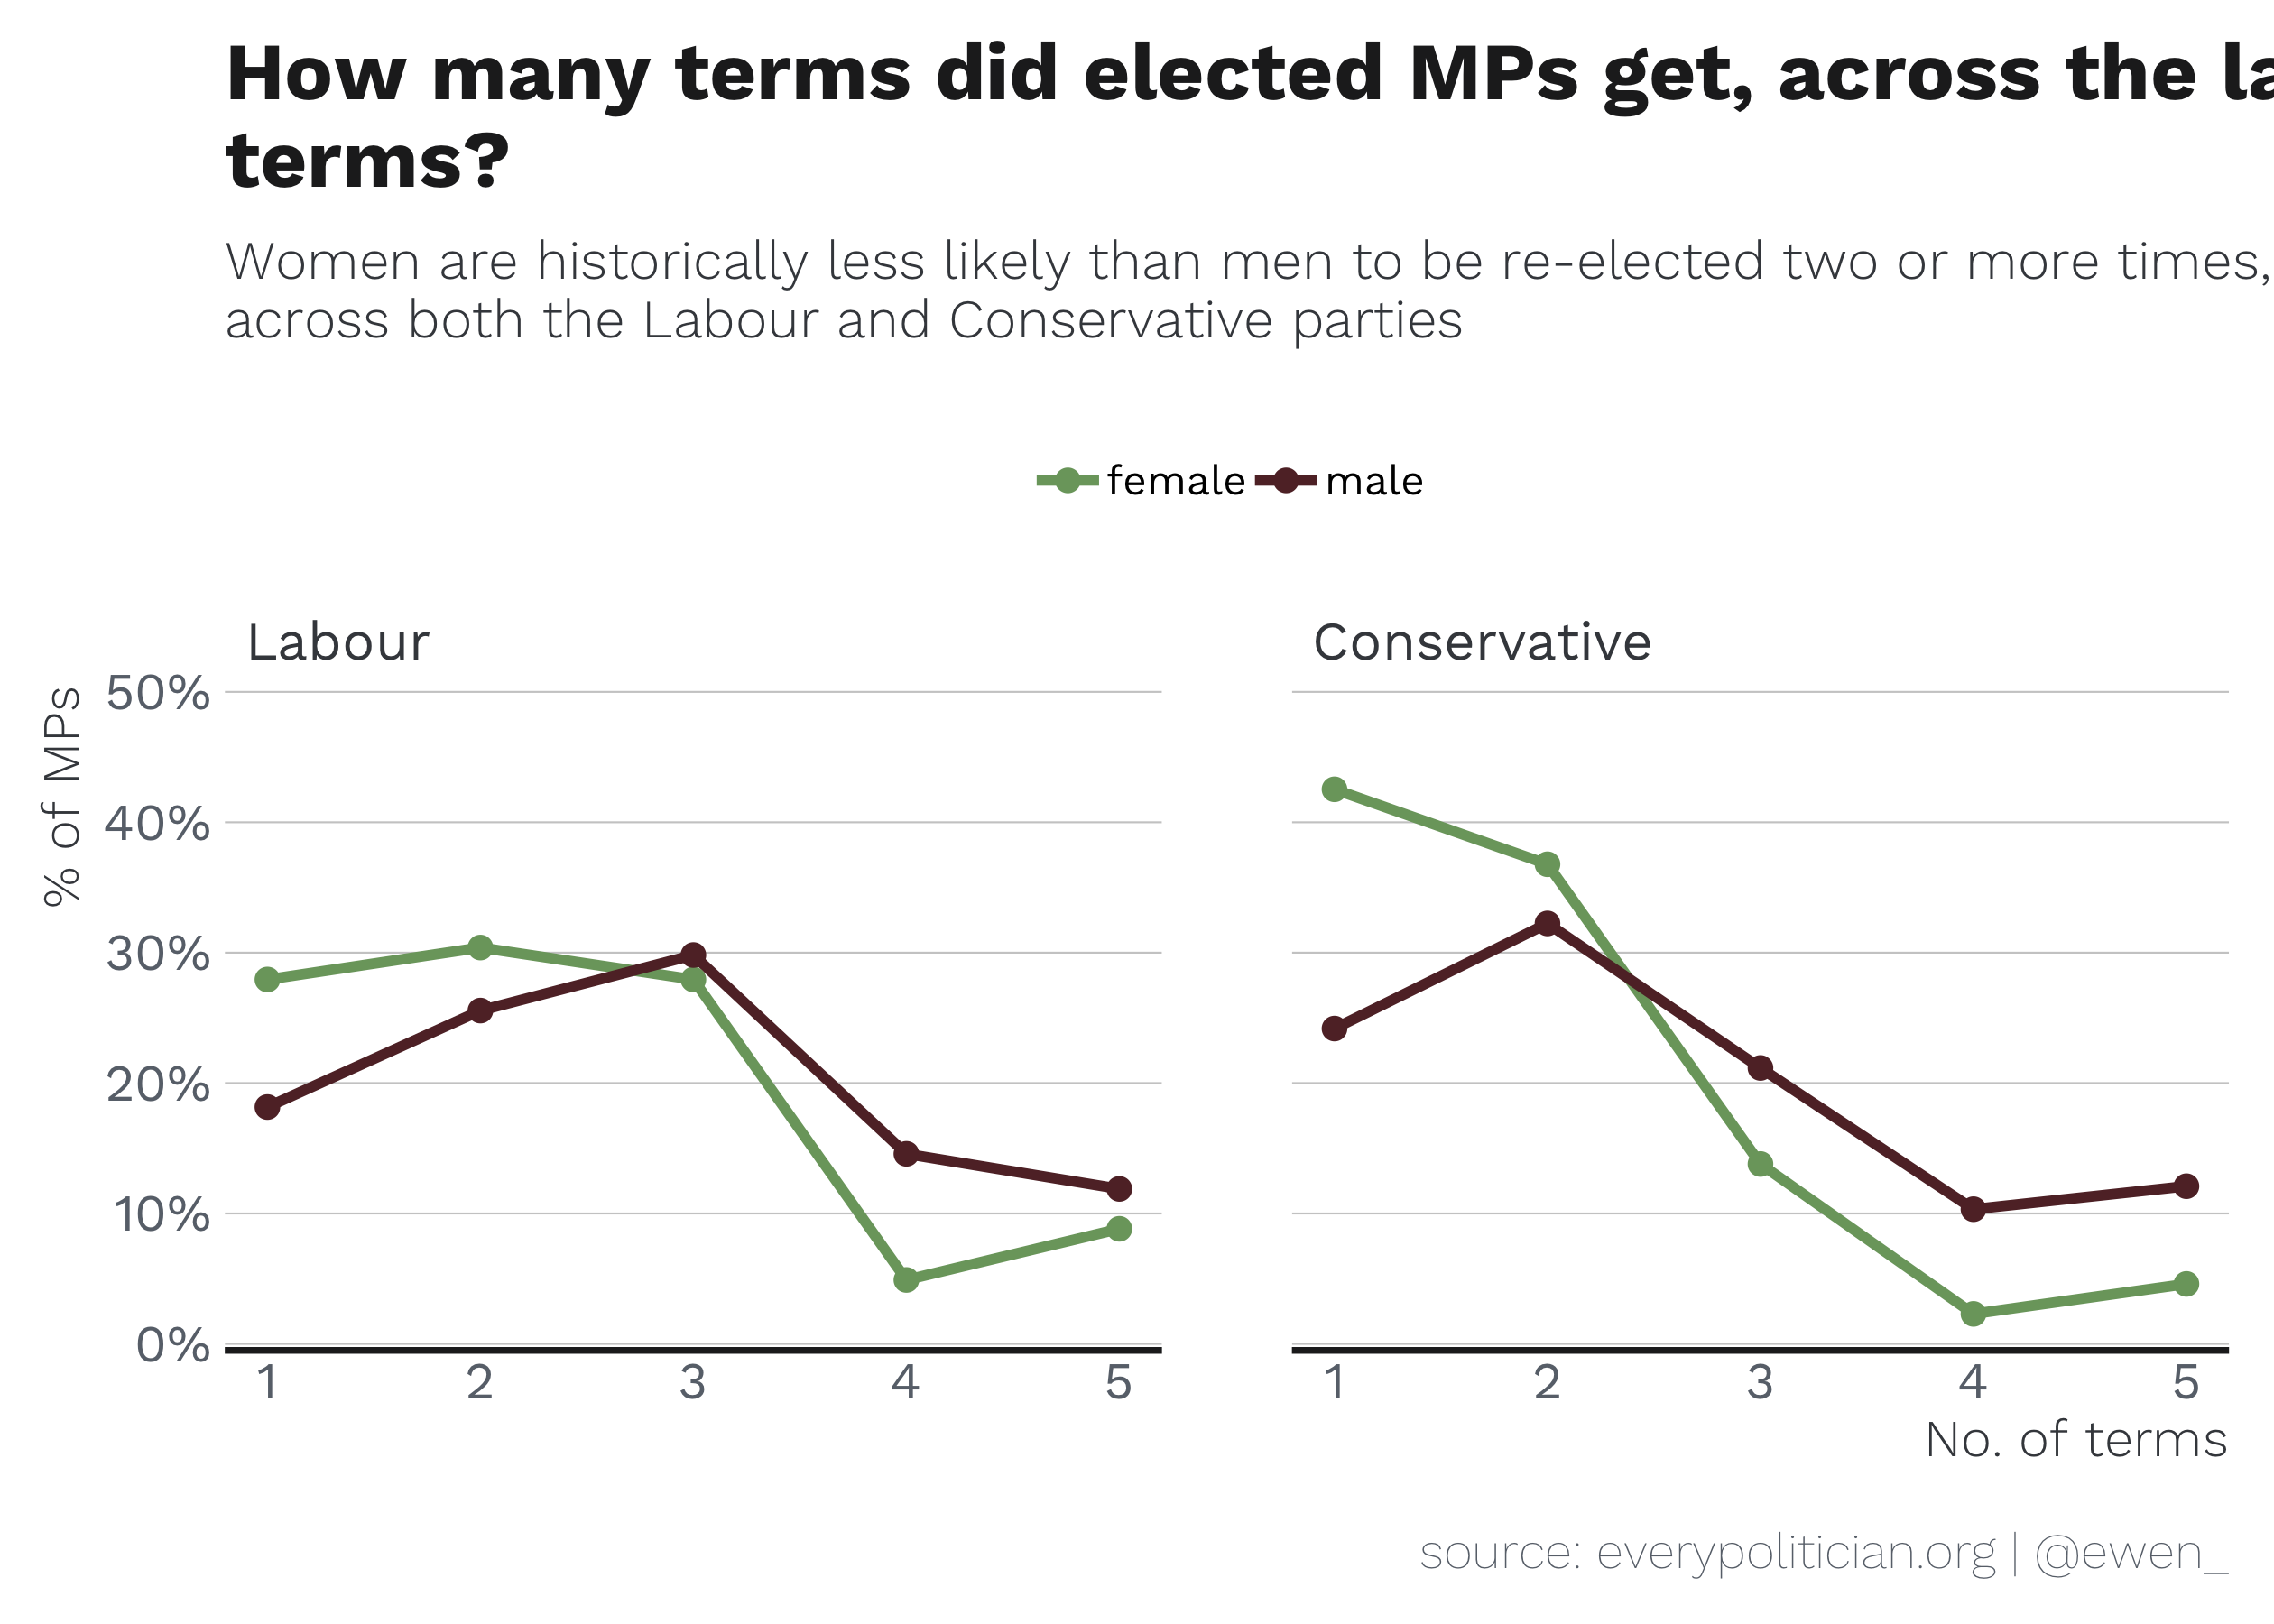 How many terms did elected MPs get, across the
terms?
Women are historically less likely than men to be re-elected two or more times,
across both the Labour and Conservative parties
female male
Labour Conservative
% of MPs
50%
40%
30%
20%
10%
0%
1 2 3 4 5 1 2 3 4 5
No. of terms
source: everypolitician.org | @ewen_